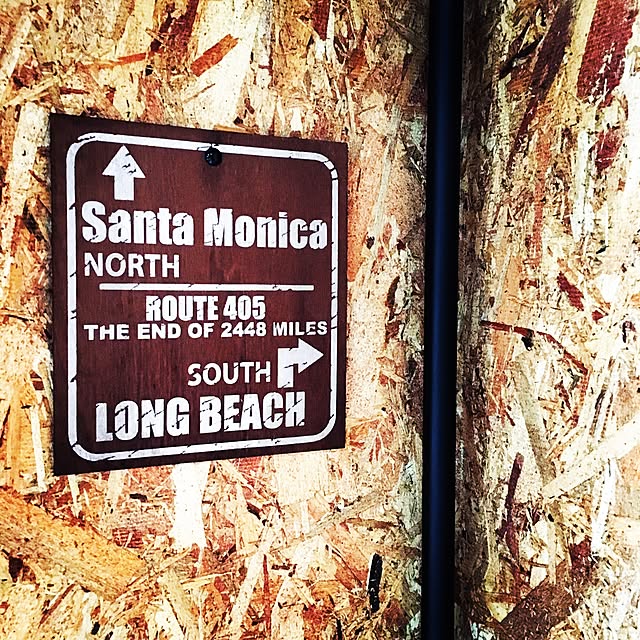 Santa Monica
NORTH
ROUTE 405
THE END OF 2448 MILES
SOUTH
LONG BEACH